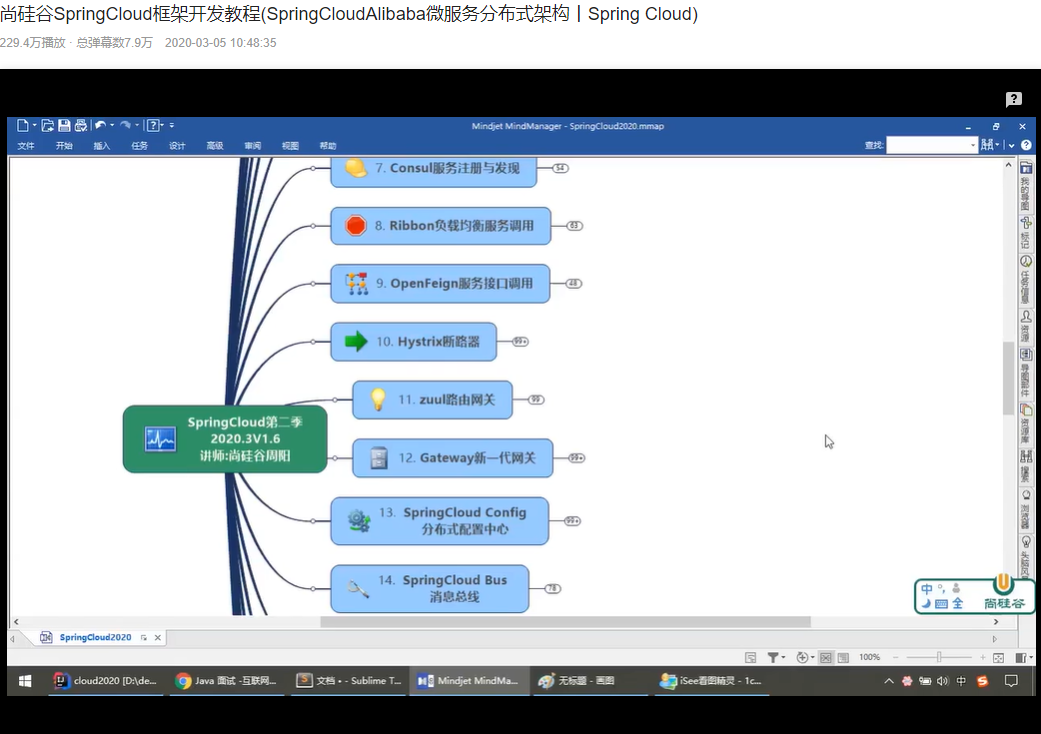 尚硅谷SpringCloud框架开发教程(SpringCloudAlibaba微服务分布式架构丨Spring Cloud)
229.4万播放 · 总弹幕数7.9万 2020-03-05 10:48:35
Mindjet MindManager - SpringCloud2020.mmap
文件 开始 插入 任务 设计 高级 审阅 视图 帮助
查找:
7. Consul服务注册与发现 54
8. Ribbon负载均衡服务调用 63
9. OpenFeign服务接口调用 48
10. Hystrix断路器 99+
11. zuul路由网关 99
SpringCloud第二季
2020.3V1.6
讲师:尚硅谷周阳
12. Gateway新一代网关 99+
13. SpringCloud Config
分布式配置中心 99+
14. SpringCloud Bus
消息总线 78
我的导图
标记
任务信息
资源
导图部件
资源库
搜索
浏览器
中
全
尚硅谷
SpringCloud2020
100%
cloud2020 [D:\de...
Java 面试 -互联网...
文档 • - Sublime T...
Mindjet MindMa...
无标题 - 画图
iSee看图精灵 - 1c...
中